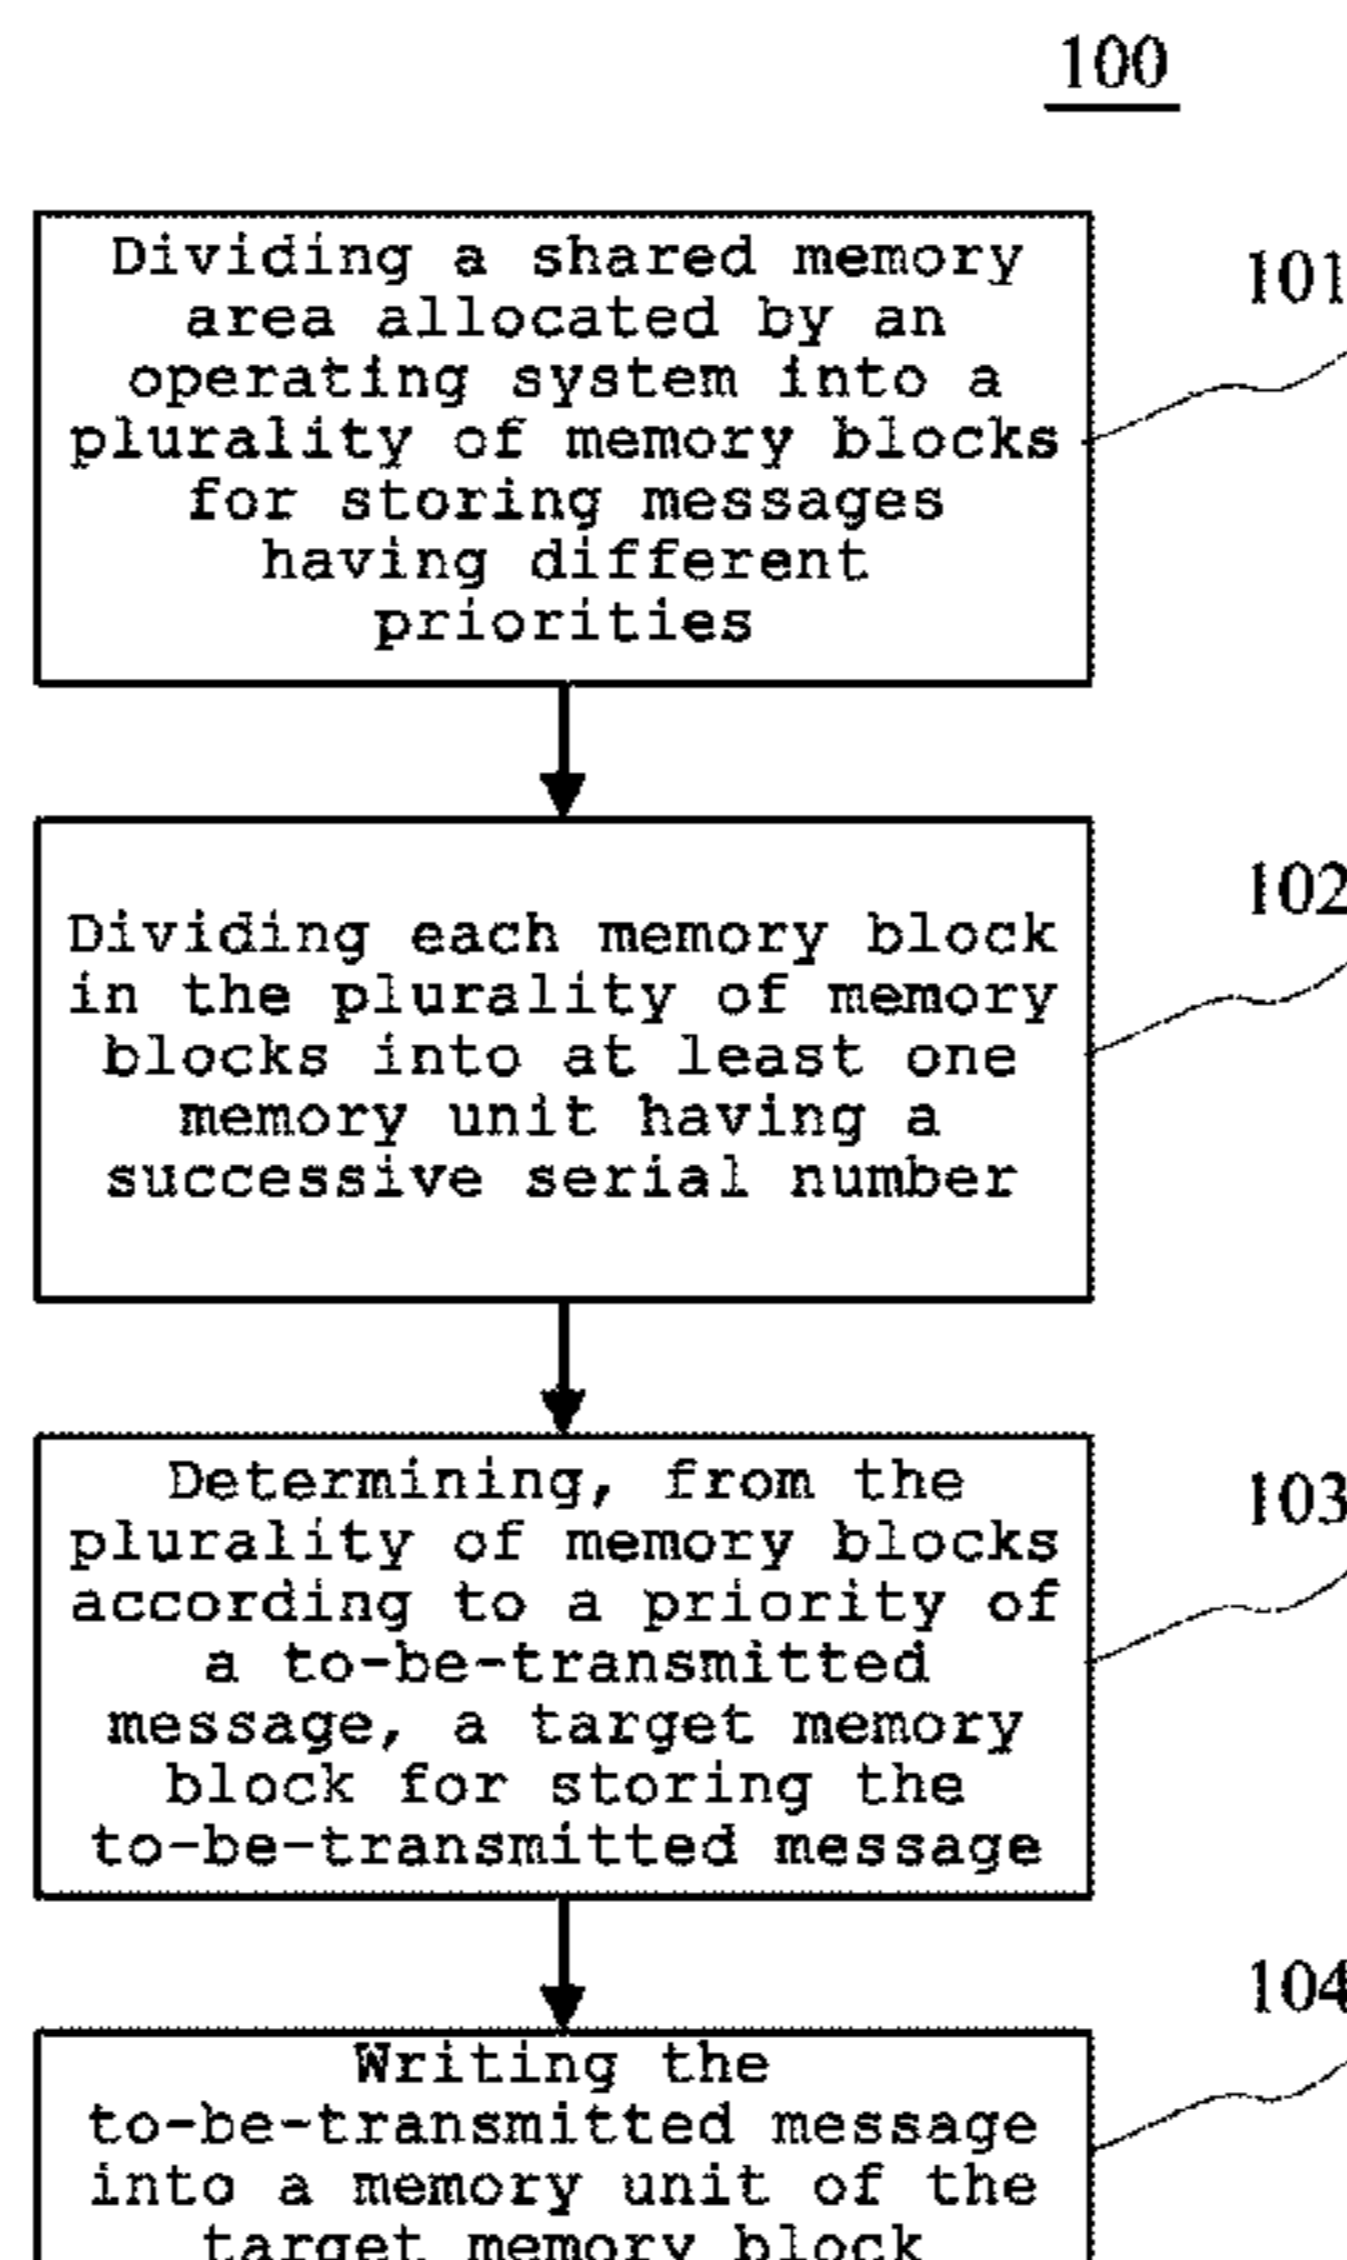 100
Dividing a shared memory
area allocated by an
operating system into a
plurality of memory blocks
for storing messages
having different
priorities
101
Dividing each memory block
in the plurality of memory
blocks into at least one
memory unit having a
successive serial number
102
Determining, from the
plurality of memory blocks
according to a priority of
a to-be-transmitted
message, a target memory
block for storing the
to-be-transmitted message
103
Writing the
to-be-transmitted message
into a memory unit of the
target memory block
104